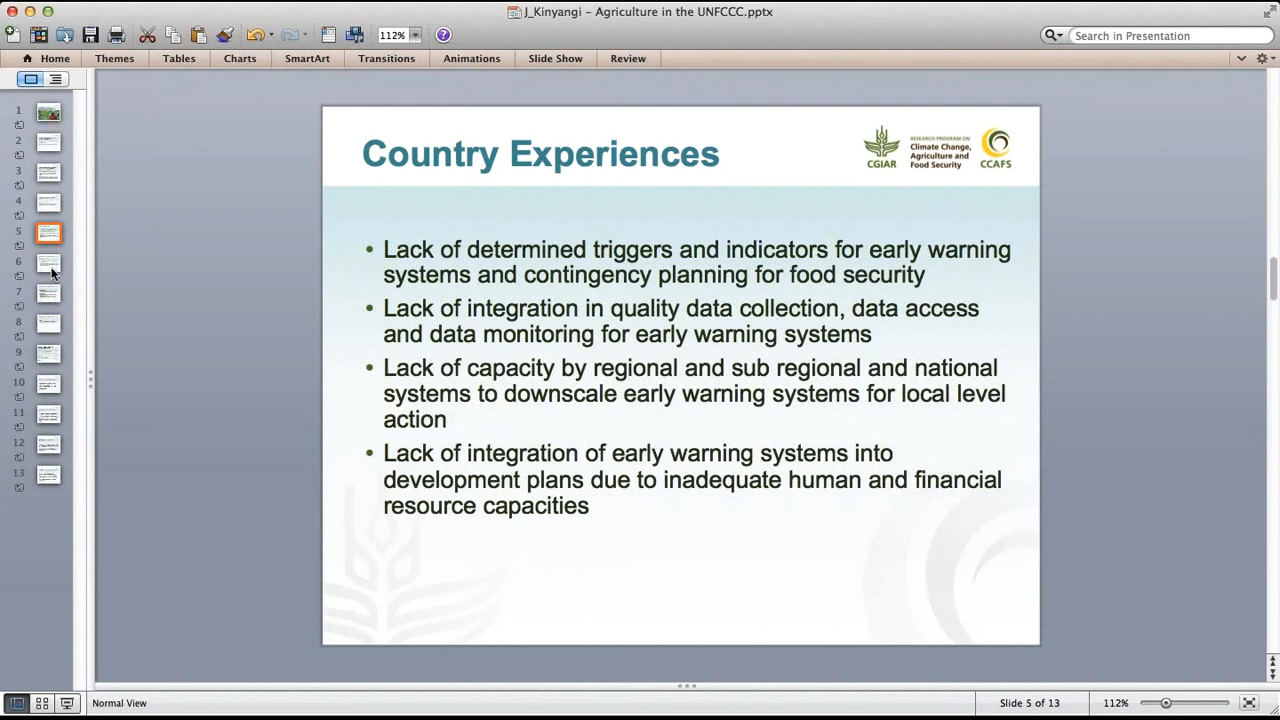 J_Kinyangi – Agriculture in the UNFCCC.pptx
112%
Search in Presentation
Home Themes Tables Charts SmartArt Transitions Animations Slide Show Review
1
2
3
4
5
6
7
8
9
10
11
12
13
Country Experiences
CGIAR
RESEARCH PROGRAM ON
Climate Change,
Agriculture and
Food Security
CCAFS
• Lack of determined triggers and indicators for early warning
systems and contingency planning for food security
• Lack of integration in quality data collection, data access
and data monitoring for early warning systems
• Lack of capacity by regional and sub regional and national
systems to downscale early warning systems for local level
action
• Lack of integration of early warning systems into
development plans due to inadequate human and financial
resource capacities
Normal View
Slide 5 of 13
112%